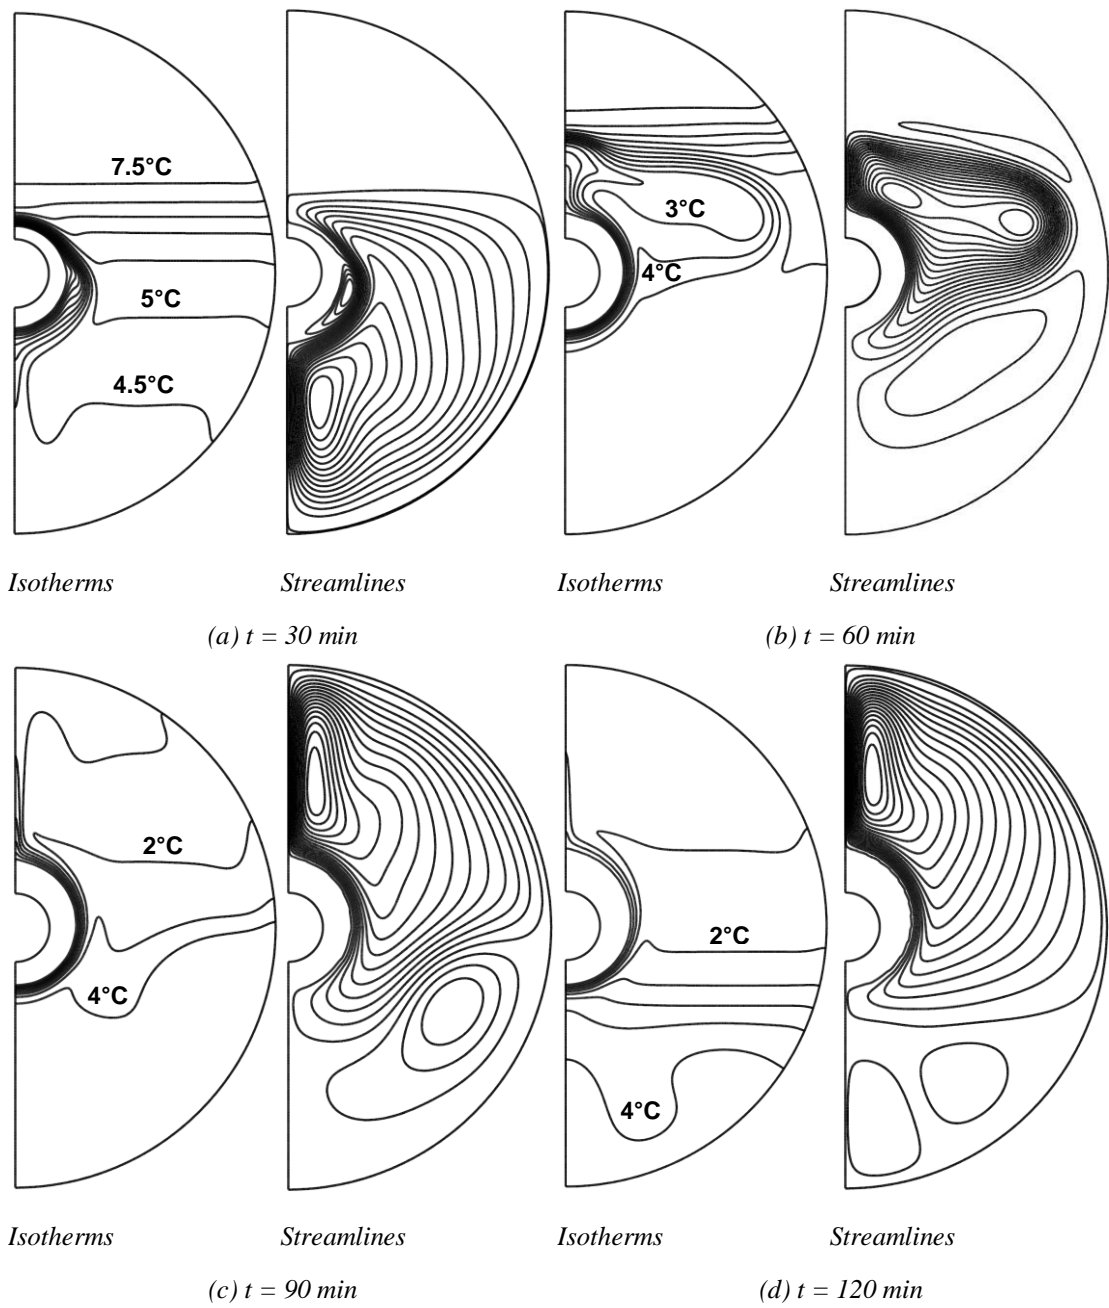 7.5°C
5°C
4.5°C
3°C
4°C
Isotherms Streamlines Isotherms Streamlines
(a) t = 30 min (b) t = 60 min
2°C
4°C
2°C
4°C
Isotherms Streamlines Isotherms Streamlines
(c) t = 90 min (d) t = 120 min